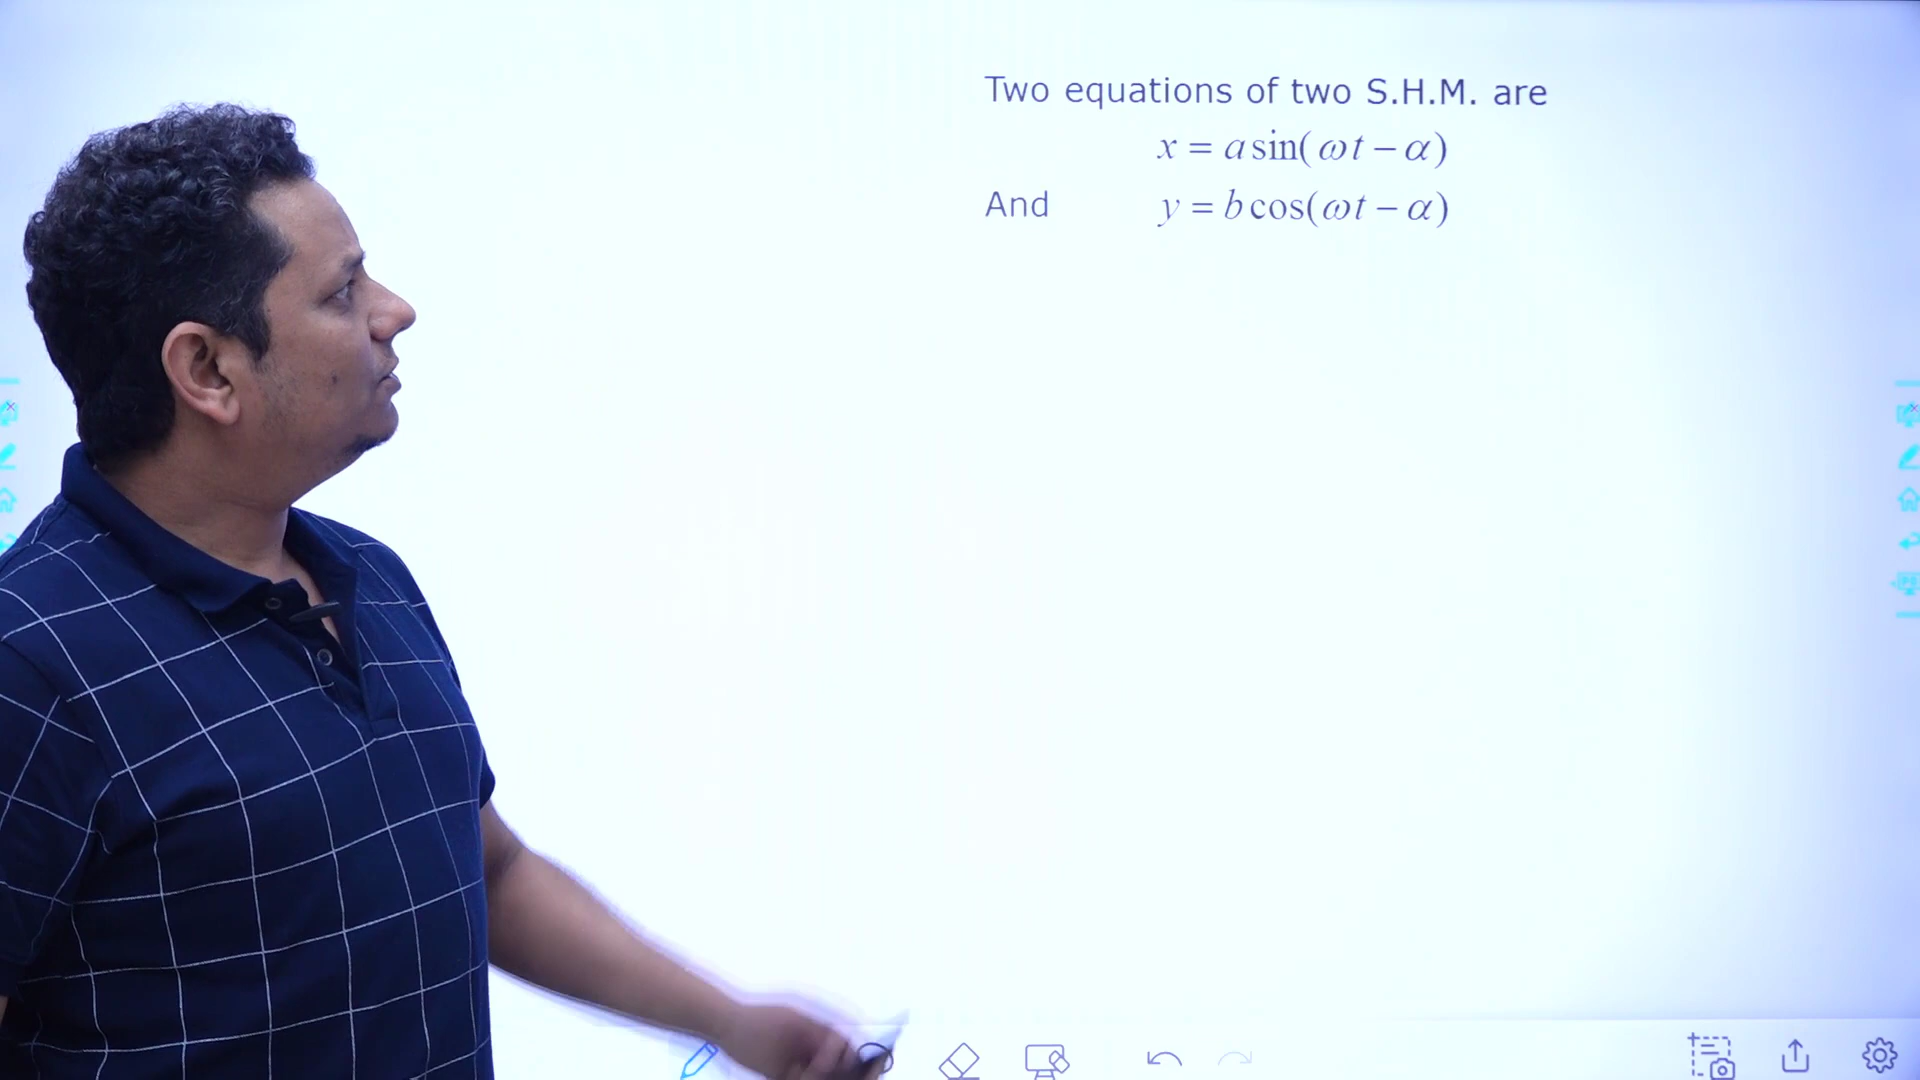 Two equations of two S.H.M. are
x = a sin( ωt − α)
And y = b cos(ωt − α)